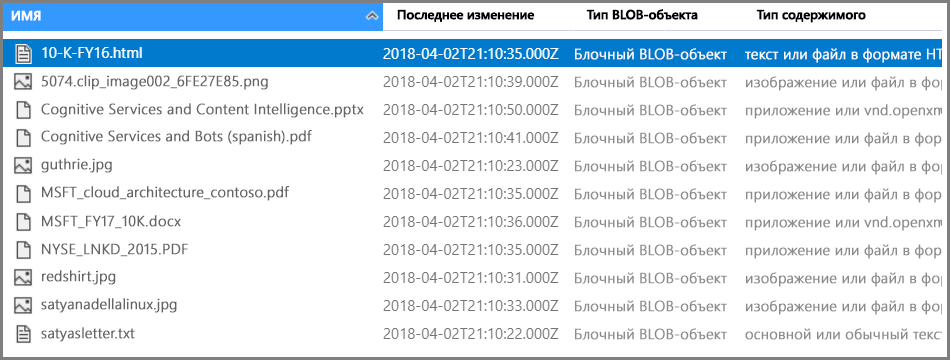 ИМЯ Последнее изменение Тип BLOB-объекта Тип содержимого
10-K-FY16.html 2018-04-02T21:10:35.000Z Блочный BLOB-объект текст или файл в формате HT
5074.clip_image002_6FE27E85.png 2018-04-02T21:10:39.000Z Блочный BLOB-объект изображение или файл в фор
Cognitive Services and Content Intelligence.pptx 2018-04-02T21:10:50.000Z Блочный BLOB-объект приложение или vnd.openxm
Cognitive Services and Bots (spanish).pdf 2018-04-02T21:10:41.000Z Блочный BLOB-объект приложение или файл в фор
guthrie.jpg 2018-04-02T21:10:23.000Z Блочный BLOB-объект изображение или файл в фор
MSFT_cloud_architecture_contoso.pdf 2018-04-02T21:10:35.000Z Блочный BLOB-объект приложение или файл в фор
MSFT_FY17_10K.docx 2018-04-02T21:10:36.000Z Блочный BLOB-объект приложение или vnd.openxm
NYSE_LNKD_2015.PDF 2018-04-02T21:10:35.000Z Блочный BLOB-объект приложение или файл в фор
redshirt.jpg 2018-04-02T21:10:31.000Z Блочный BLOB-объект изображение или файл в фор
satyanadellalinux.jpg 2018-04-02T21:10:33.000Z Блочный BLOB-объект изображение или файл в фор
satyasletter.txt 2018-04-02T21:10:22.000Z Блочный BLOB-объект основной или обычный текс